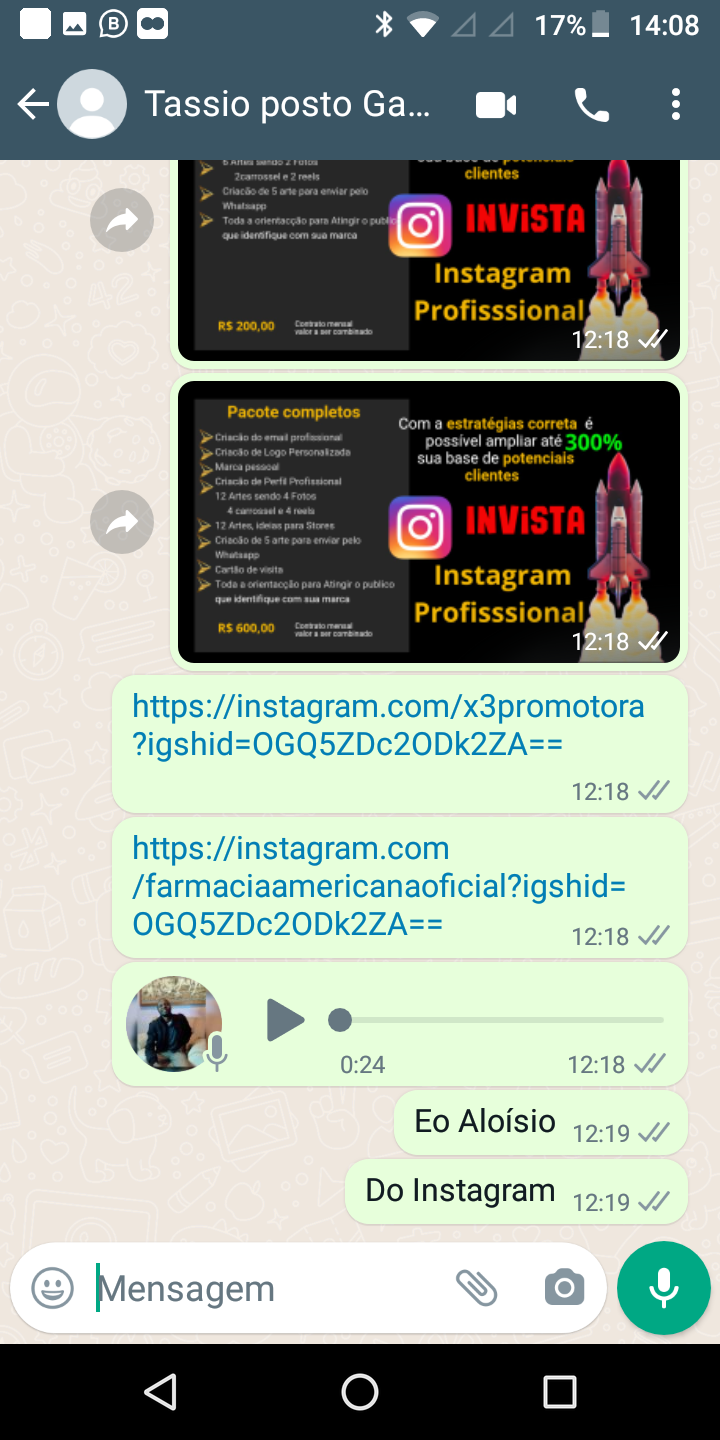 17% 14:08
Tassio posto Ga...
6 Artes sendo 2 Fotos
2carrossel e 2 reels
Criacão de 5 arte para enviar pelo
Whatsapp
Toda a orientacção para Atingir o publico
que identifique com sua marca
R$ 200,00
Contrato mensal
valor a ser combinado
sua base de potenciais
clientes
INViSTA
Instagram
Profisssional
12:18
Pacote completos
Criacão do email profissional
Criacão de Logo Personalizada
Marca pessoal
Criacão de Perfil Profissional
12 Artes sendo 4 Fotos
4 carrossel e 4 reels
12 Artes, ideias para Stores
Criacão de 5 arte para enviar pelo
Whatsapp
Cartão de visita
Toda a orientacção para Atingir o publico
que identifique com sua marca
R$ 600,00
Contrato mensal
valor a ser combinado
Com a estratégias correta é
possível ampliar até 300%
sua base de potenciais
clientes
INViSTA
Instagram
Profisssional
12:18
https://instagram.com/x3promotora
?igshid=OGQ5ZDc2ODk2ZA==
12:18
https://instagram.com
/farmaciaamericanaoficial?igshid=
OGQ5ZDc2ODk2ZA==
12:18
0:24 12:18
Eo Aloísio 12:19
Do Instagram 12:19
Mensagem